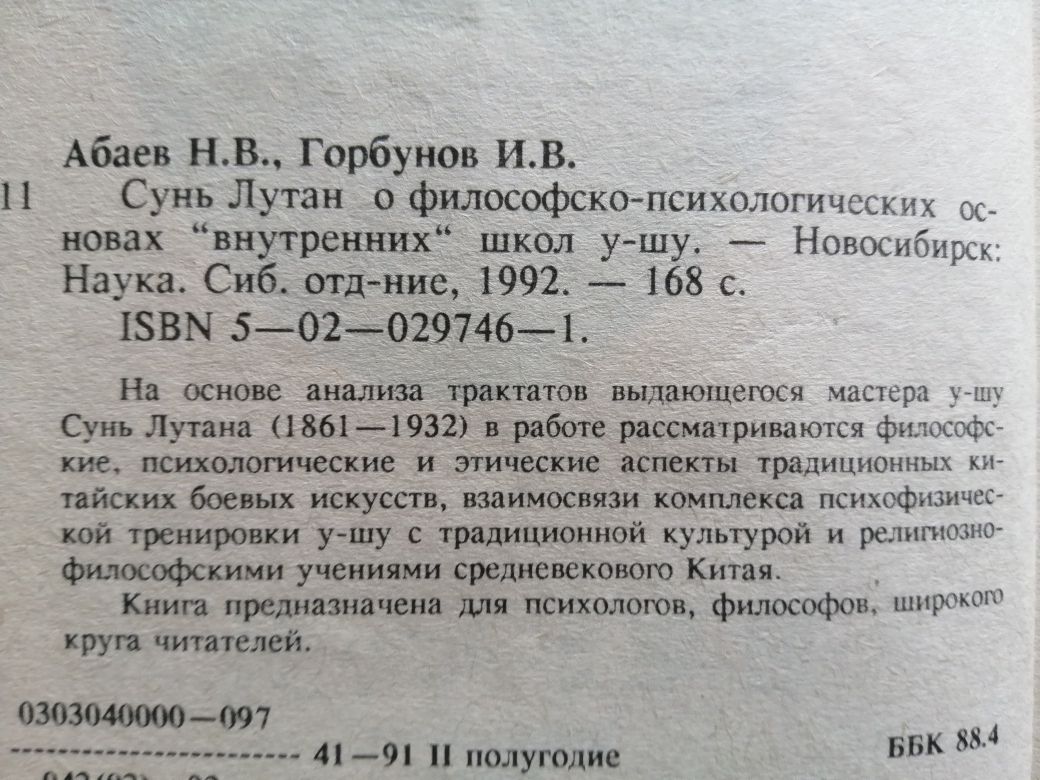 Абаев Н.В., Горбунов И.В.
11 Сунь Лутан о философско-психологических ос-
новах "внутренних“ школ у-шу. — Новосибирск:
Наука. Сиб. отд-ние, 1992. — 168 с.
ISBN 5—02—029746—1.
На основе анализа трактатов выдающегося мастера у-шу
Сунь Лутана (1861—1932) в работе рассматриваются философс-
кие, психологические и этические аспекты традиционных ки-
тайских боевых искусств, взаимосвязи комплекса психофизичес-
кой тренировки у-шу с традиционной культурой и религиозно-
философскими учениями средневекового Китая.
Книга предназначена для психологов, философов, широкого
круга читателей.
0303040000—097
41—91 II полугодие
ББК 88.4